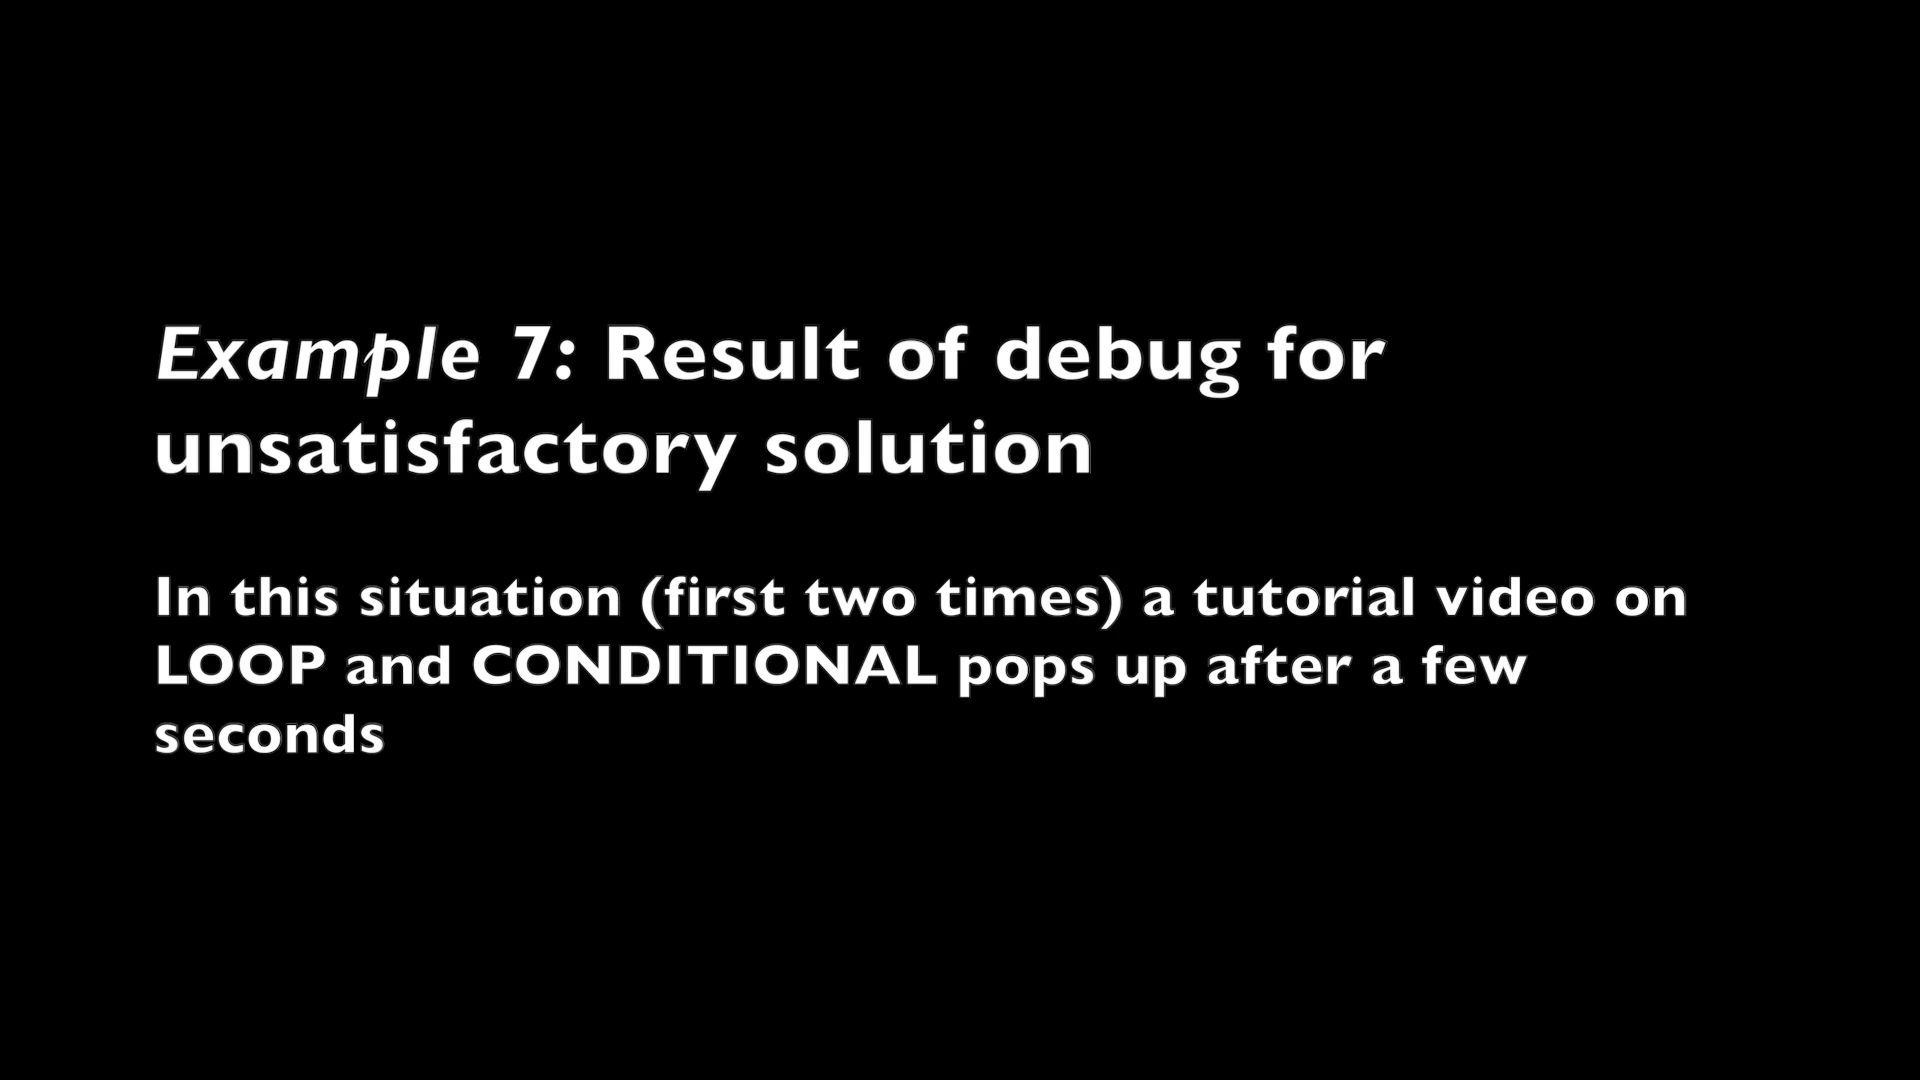 Example 7: Result of debug for
unsatisfactory solution
In this situation (first two times) a tutorial video on
LOOP and CONDITIONAL pops up after a few
seconds